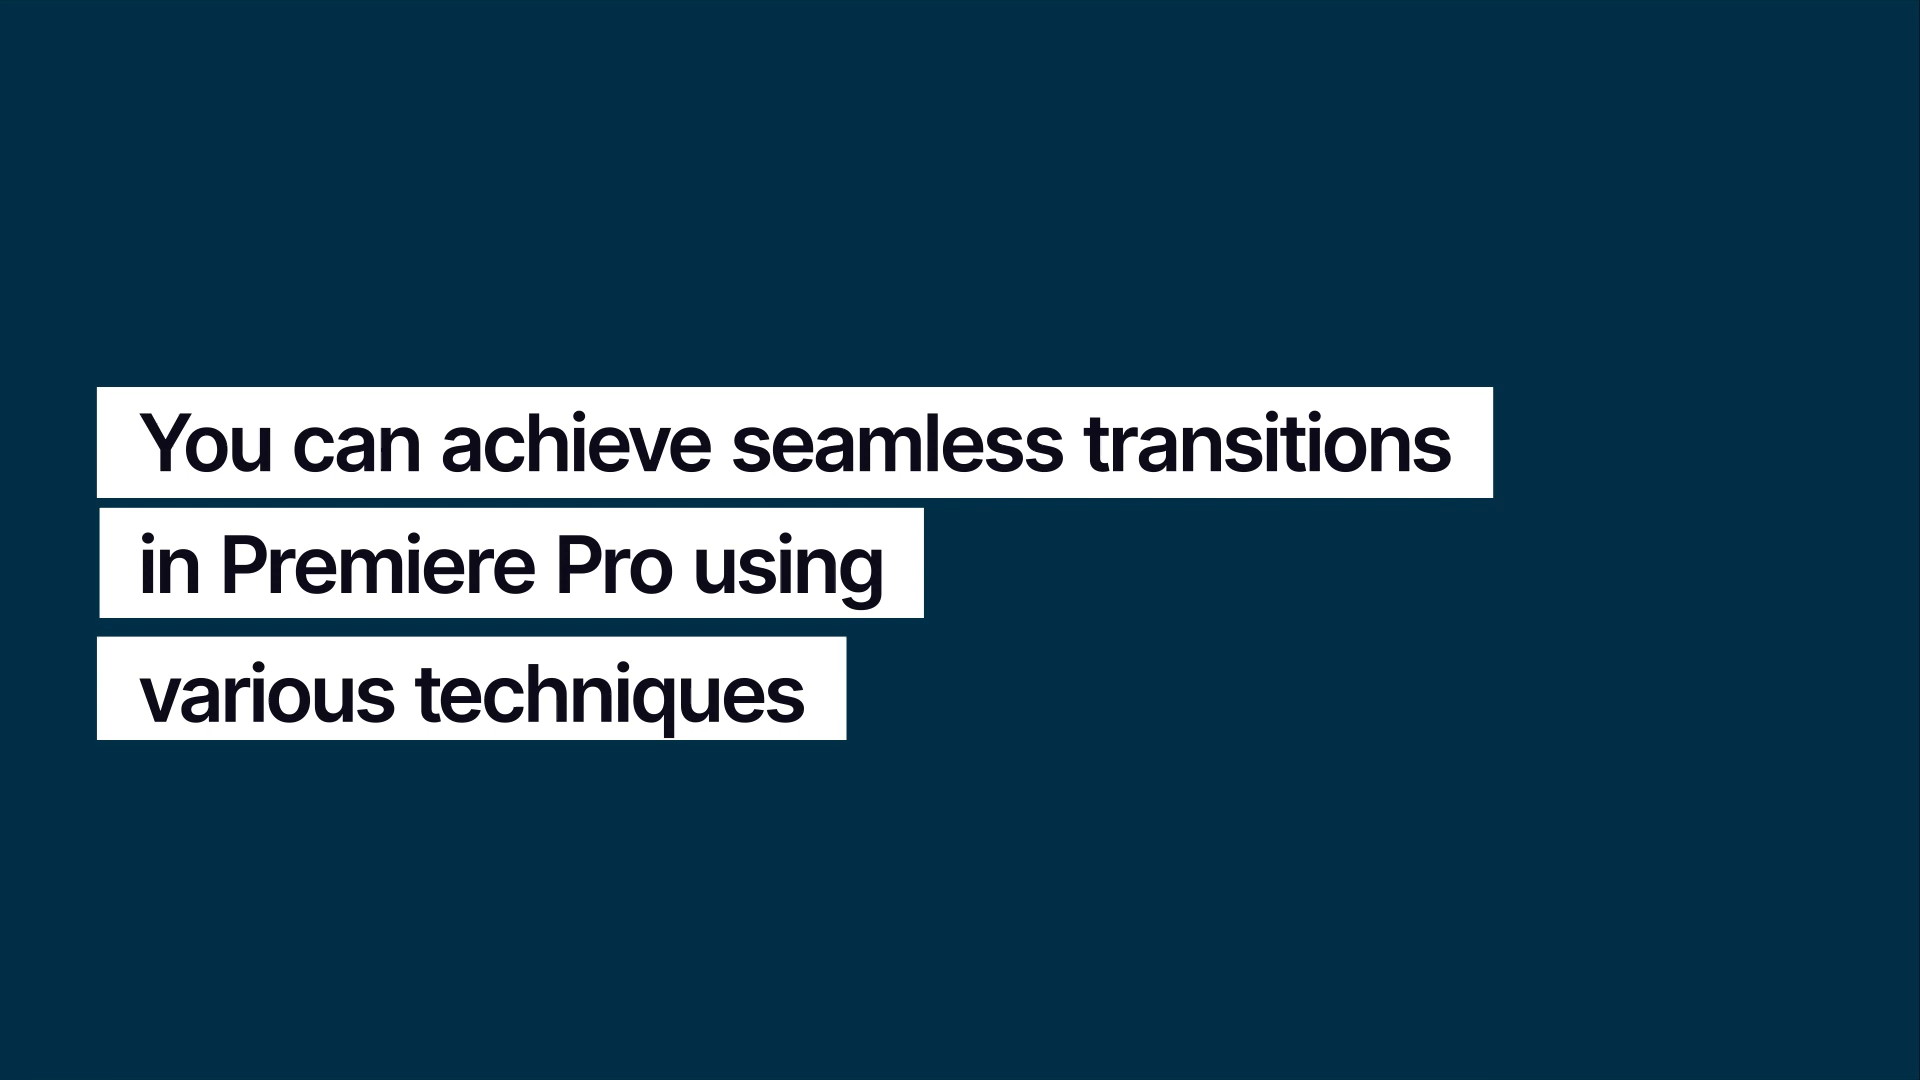 You can achieve seamless transitions
in Premiere Pro using
various techniques